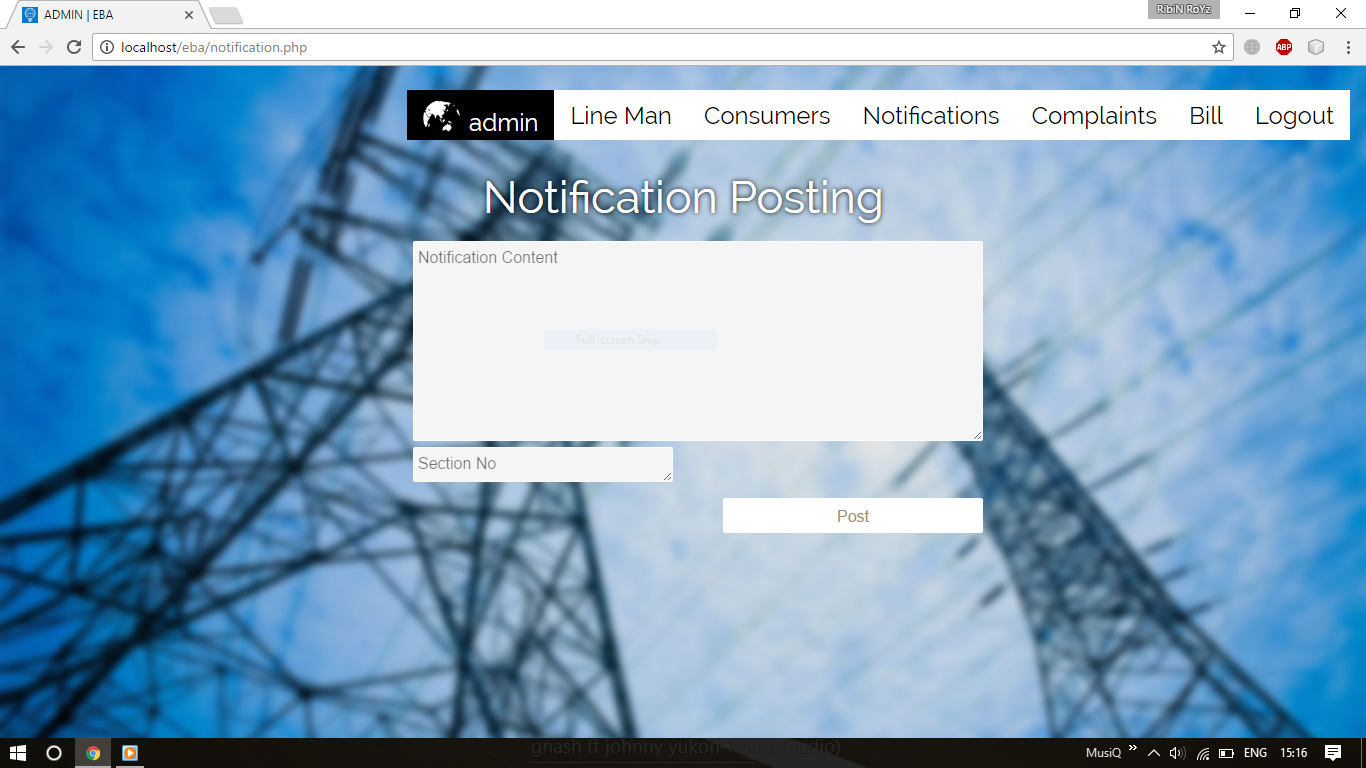 ADMIN | EBA
RibiN RoYz
localhost/eba/notification.php
ABP
admin Line Man Consumers Notifications Complaints Bill Logout
Notification Posting
Notification Content
Full-screen Snip
Section No
Post
gnash ft johnny yukon
MusiQ
ENG
15:16